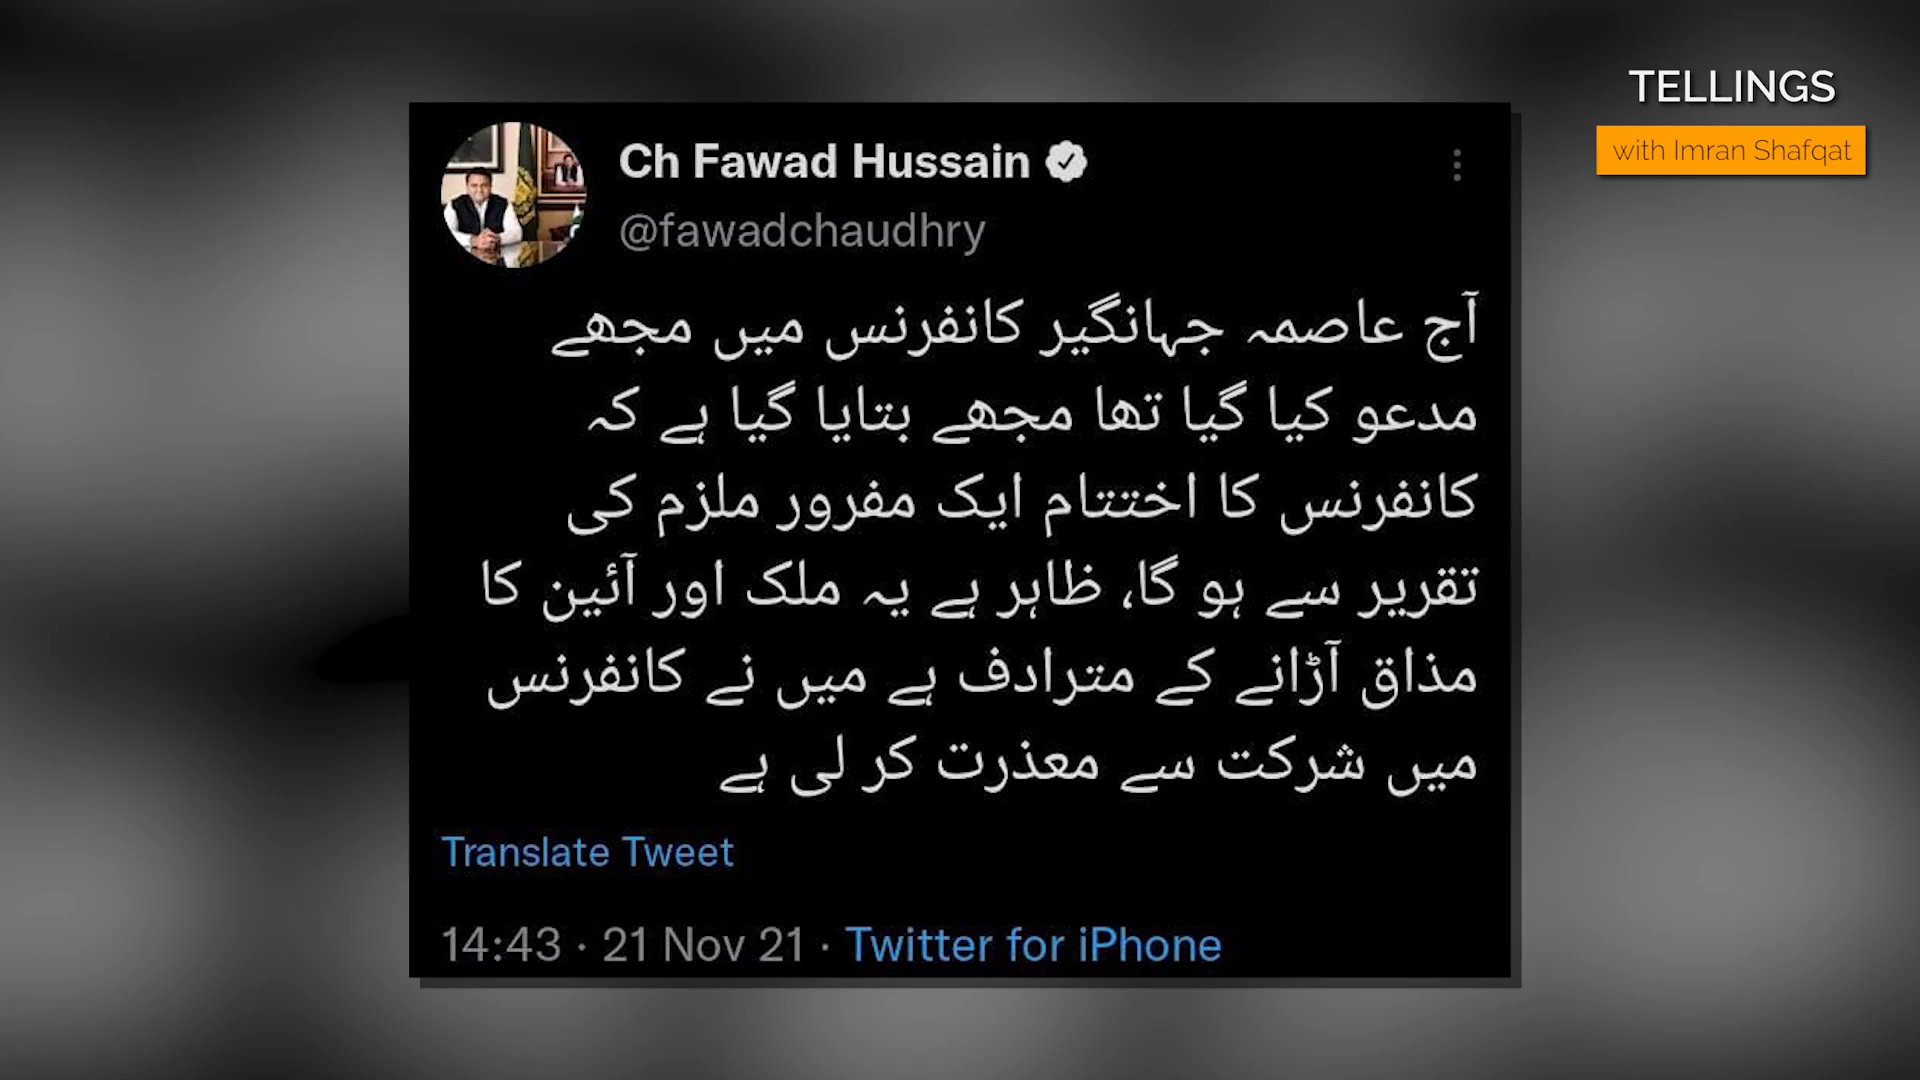 TELLINGS
with Imran Shafqat
Ch Fawad Hussain
@fawadchaudhry
آج عاصمہ جہانگیر کانفرنس میں مجھے
مدعو کیا گیا تھا مجھے بتایا گیا ہے کہ
کانفرنس کا اختتام ایک مفرور ملزم کی
تقریر سے ہو گا، ظاہر ہے یہ ملک اور آئین کا
مذاق آڑانے کے مترادف ہے میں نے کانفرنس
میں شرکت سے معذرت کر لی ہے
Translate Tweet
14:43 · 21 Nov 21 · Twitter for iPhone